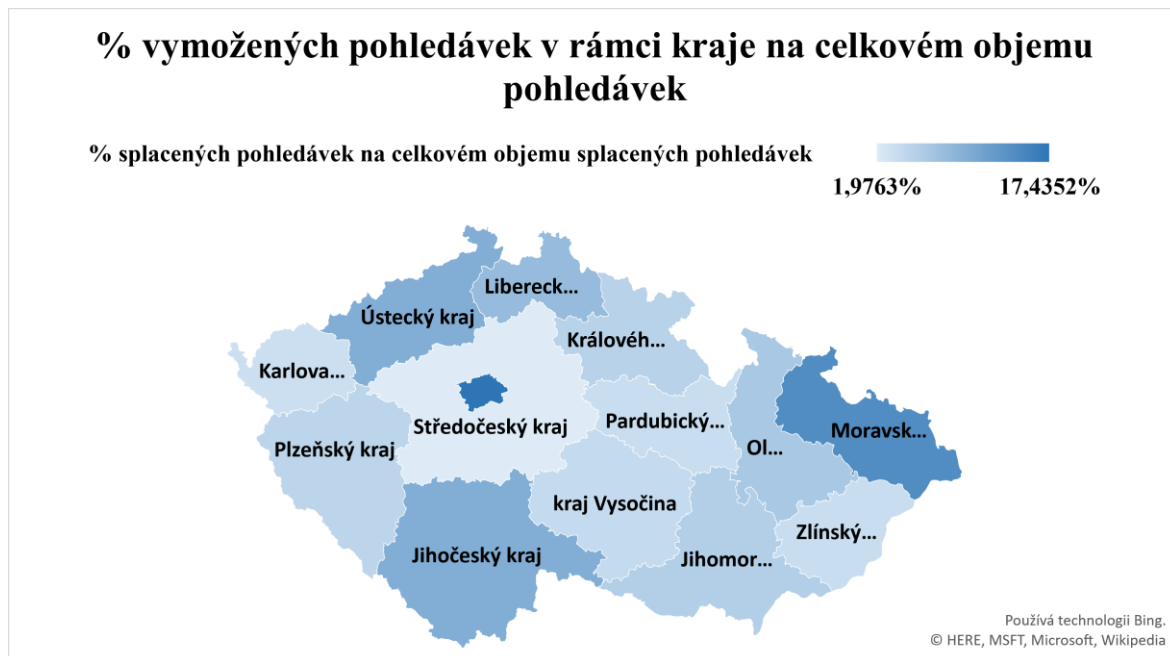 % vymožených pohledávek v rámci kraje na celkovém objemu
pohledávek
% splacených pohledávek na celkovém objemu splacených pohledávek
1,9763%
17,4352%
Libereck...
Ústecký kraj
Královéh...
Karlova...
Středočeský kraj
Pardubický...
Moravsk...
Plzeňský kraj
Ol...
kraj Vysočina
Zlínský...
Jihočeský kraj
Jihomor...
Používá technologii Bing.
© HERE, MSFT, Microsoft, Wikipedia